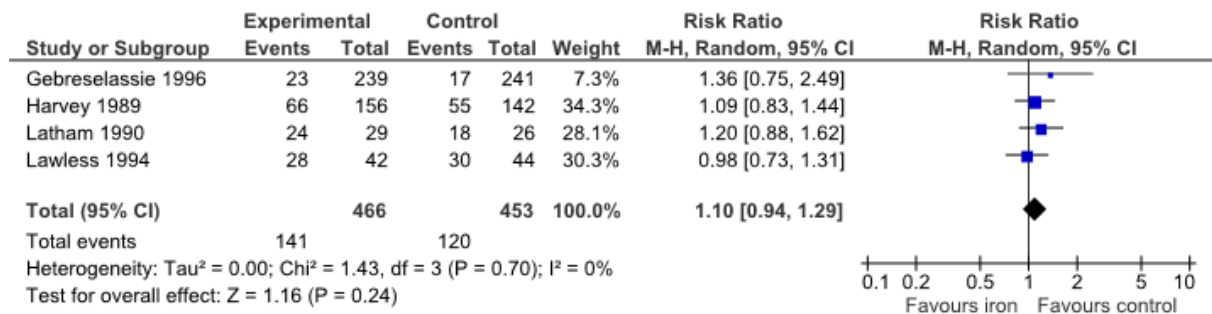 Experimental Control Risk Ratio Risk Ratio
Study or Subgroup Events Total Events Total Weight M-H, Random, 95% CI M-H, Random, 95% CI
Gebreselassie 1996 23 239 17 241 7.3% 1.36 [0.75, 2.49]
Harvey 1989 66 156 55 142 34.3% 1.09 [0.83, 1.44]
Latham 1990 24 29 18 26 28.1% 1.20 [0.88, 1.62]
Lawless 1994 28 42 30 44 30.3% 0.98 [0.73, 1.31]
Total (95% CI) 466 453 100.0% 1.10 [0.94, 1.29]
Total events 141 120
Heterogeneity: Tau² = 0.00; Chi² = 1.43, df = 3 (P = 0.70); I² = 0%
Test for overall effect: Z = 1.16 (P = 0.24)
0.1 0.2 0.5 1 2 5 10
Favours iron Favours control